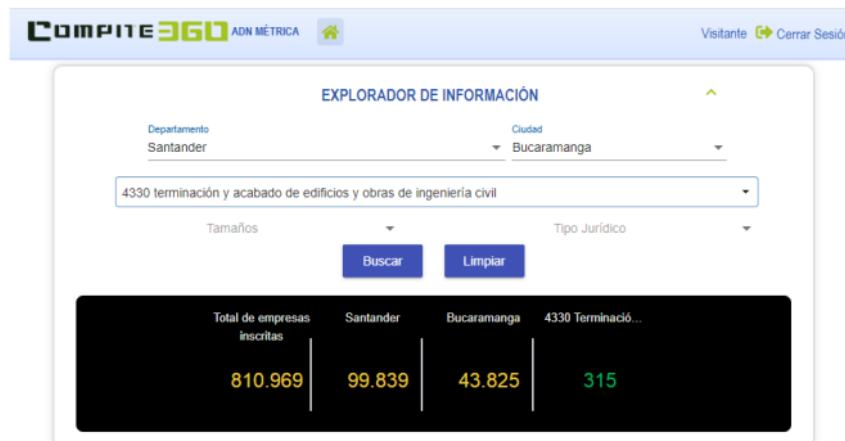 COMPITE360 ADN MÉTRICA
Visitante Cerrar Sesión
EXPLORADOR DE INFORMACIÓN
Departamento Ciudad
Santander Bucaramanga
4330 terminación y acabado de edificios y obras de ingeniería civil
Tamaños Tipo Jurídico
Buscar Limpiar
Total de empresas inscritas Santander Bucaramanga 4330 Terminació...
810.969 99.839 43.825 315